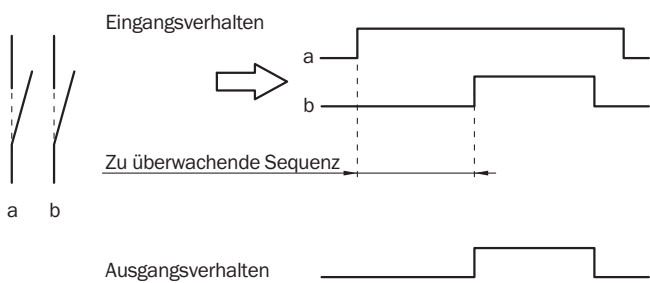 Eingangsverhalten
a
b
Zu überwachende Sequenz
a b
Ausgangsverhalten